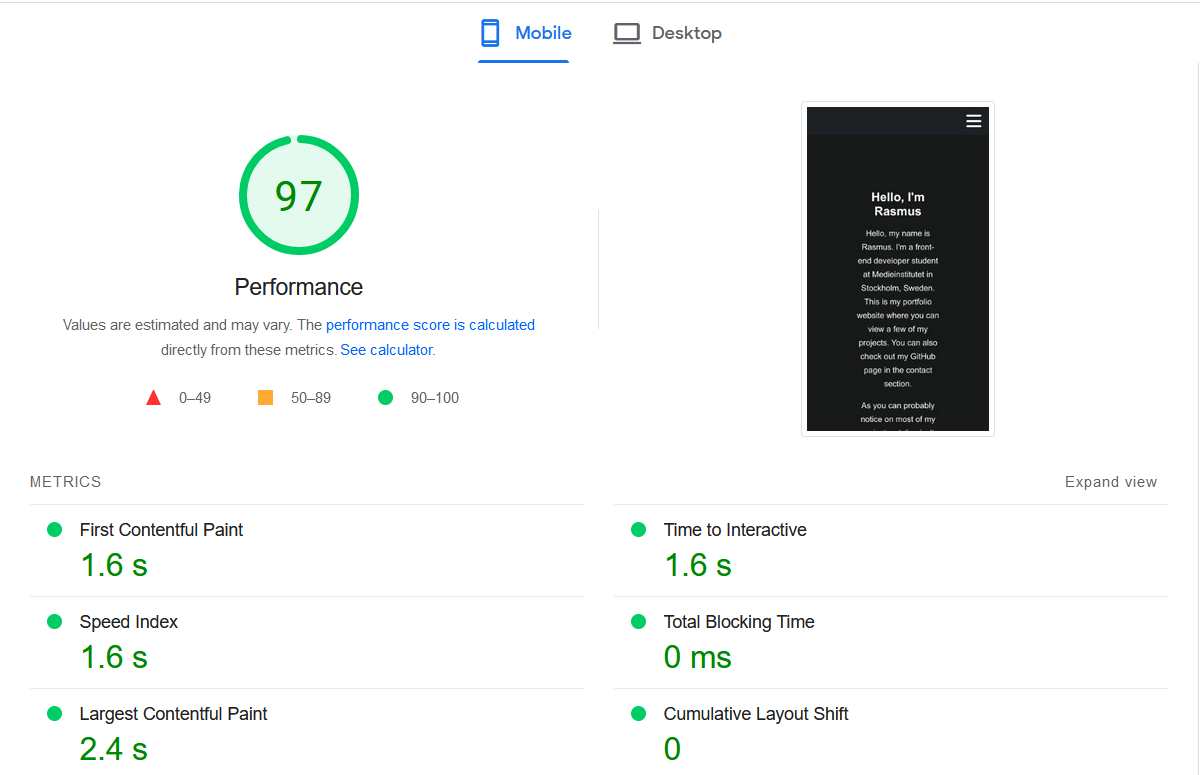 Mobile
Desktop
97
Performance
Values are estimated and may vary. The performance score is calculated
directly from these metrics. See calculator.
0–49
50–89
90–100
Hello, I'm
Rasmus
Hello, my name is
Rasmus. I'm a front-
end developer student
at Medieinstitutet in
Stockholm, Sweden.
This is my portfolio
website where you can
view a few of my
projects. You can also
check out my GitHub
page in the contact
section.
As you can probably
notice on most of my
METRICS
Expand view
First Contentful Paint
1.6 s
Time to Interactive
1.6 s
Speed Index
1.6 s
Total Blocking Time
0 ms
Largest Contentful Paint
2.4 s
Cumulative Layout Shift
0